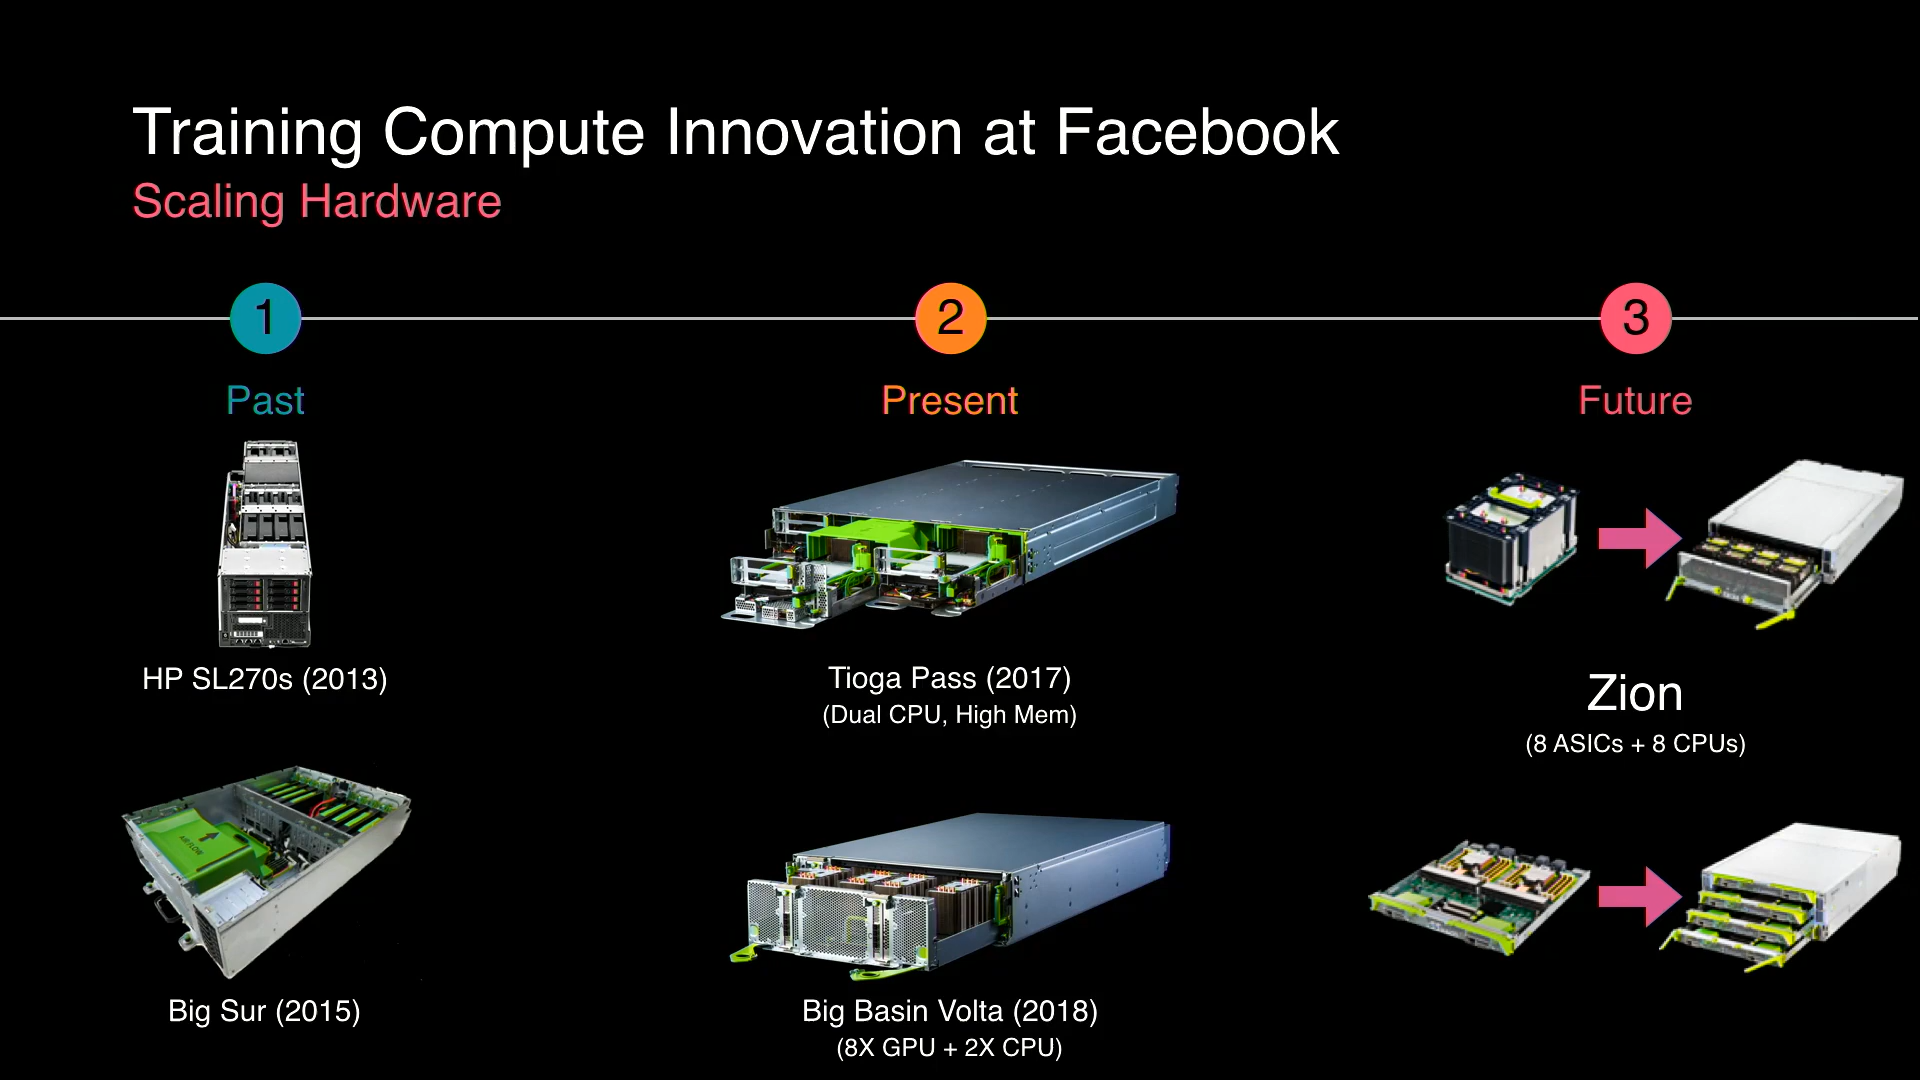 Training Compute Innovation at Facebook
Scaling Hardware
1
2
3
Past
Present
Future
HP SL270s (2013)
Tioga Pass (2017)
(Dual CPU, High Mem)
Zion
(8 ASICs + 8 CPUs)
AIR FLOW
Big Sur (2015)
Big Basin Volta (2018)
(8X GPU + 2X CPU)